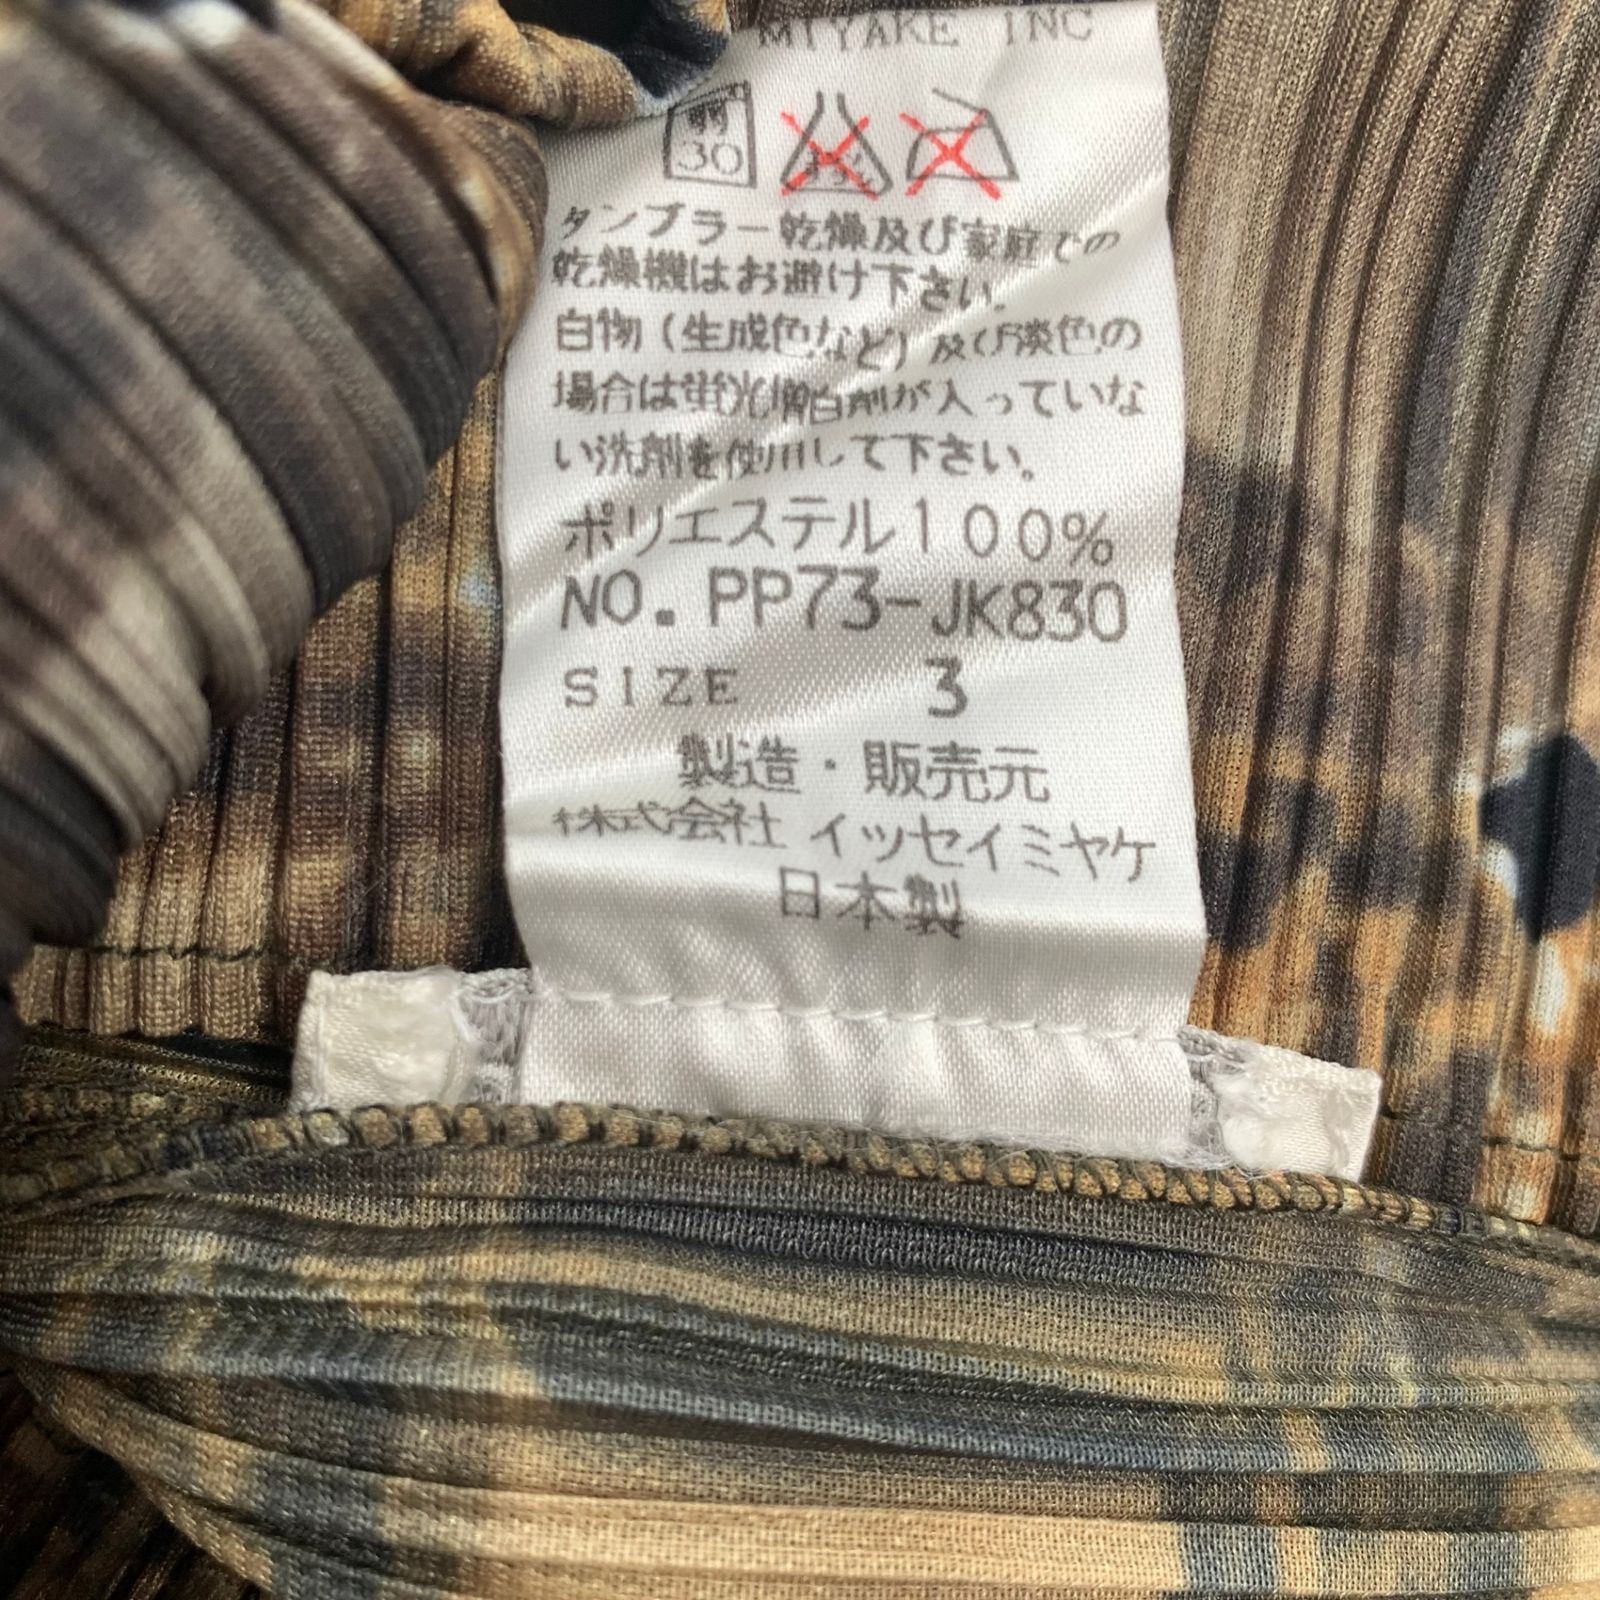 MIYAKE INC
弱
30
タンブラー乾燥及び家庭での
乾燥機はお避け下さい。
白物(生成色など)及び淡色の
場合は蛍光増白剤が入っていな
い洗剤を使用して下さい。
ポリエステル100%
NO. PP73-JK830
SIZE 3
製造・販売元
株式会社 イッセイミヤケ
日本製